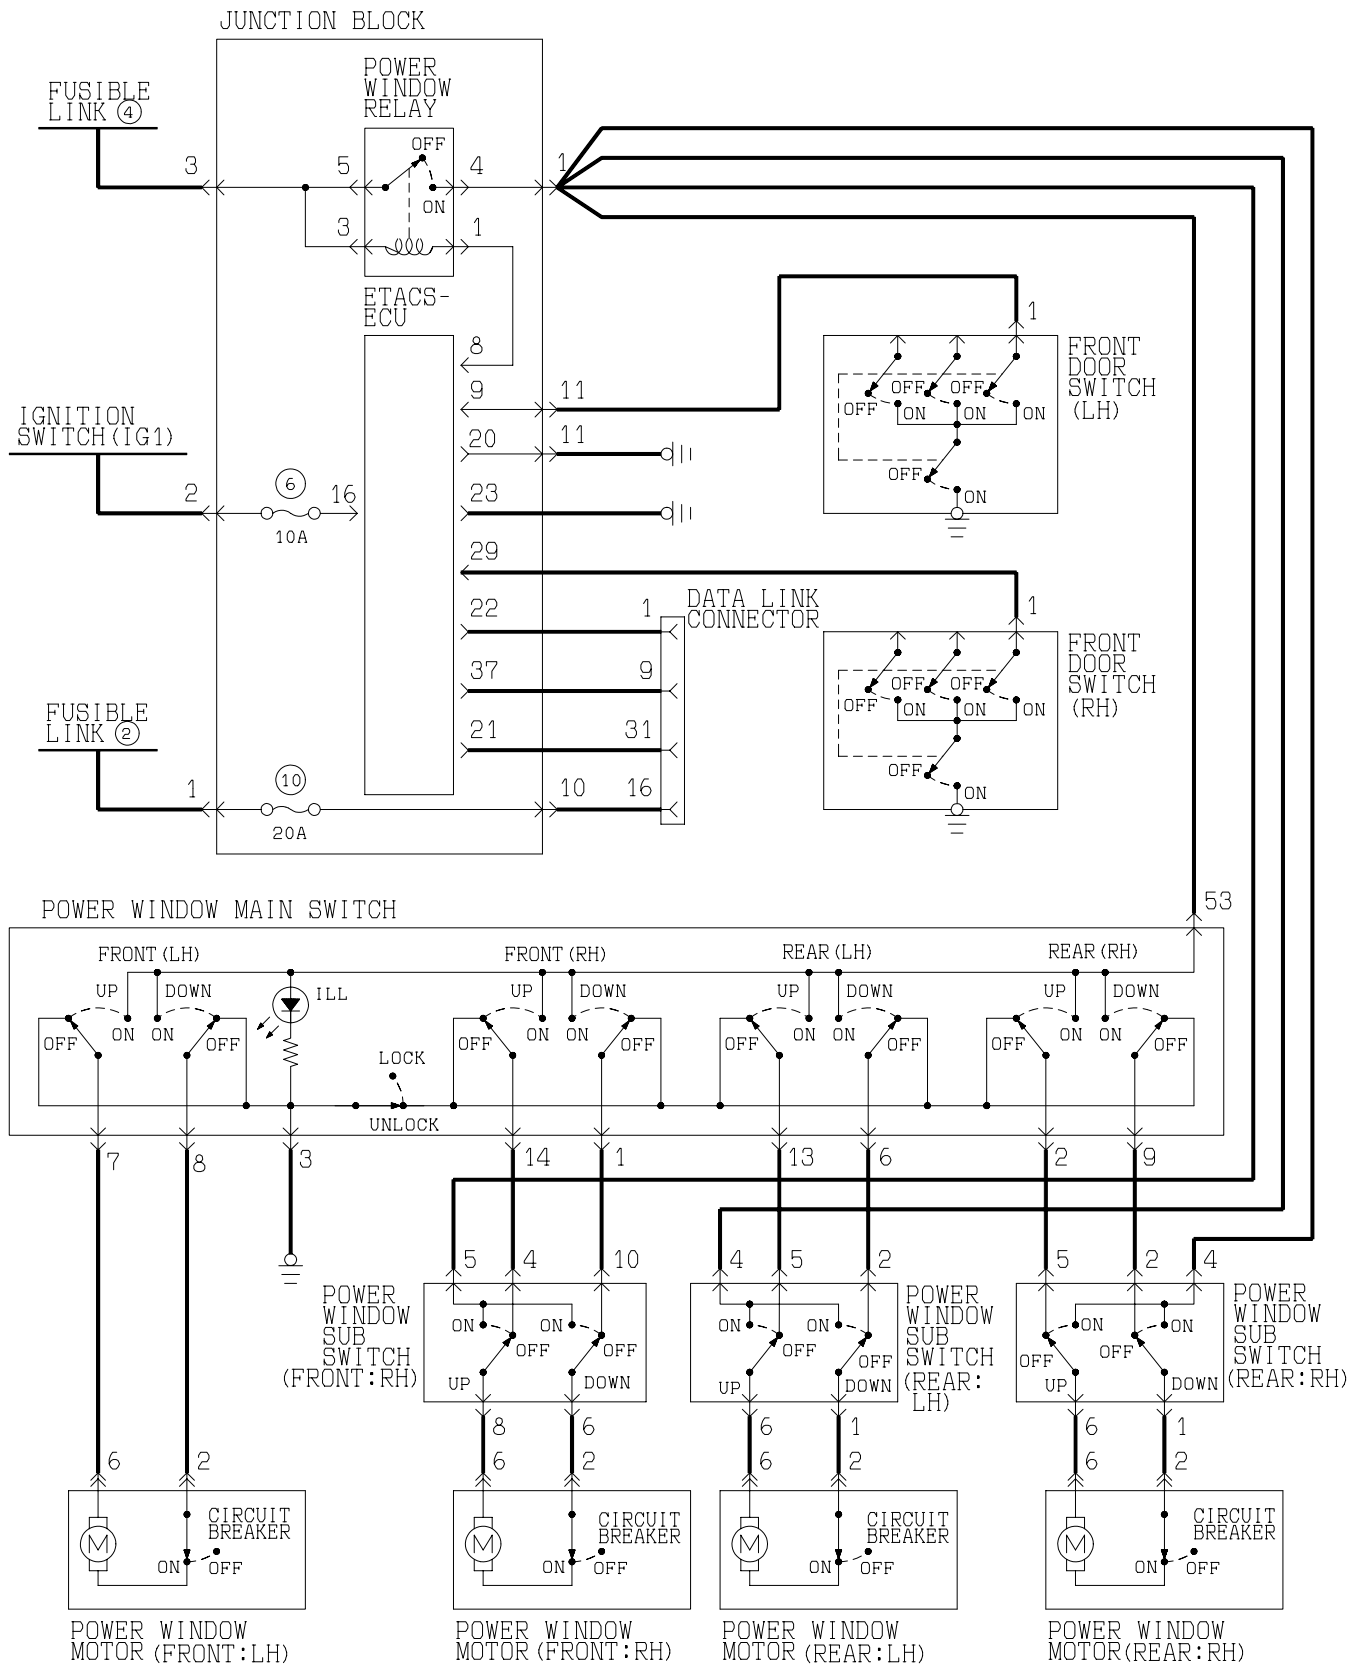 JUNCTION BLOCK
FUSIBLE
LINK 4
POWER
WINDOW
RELAY
OFF
3
5
4
1
ON
3
1
ETACS-
ECU
8
9
11
20
11
IGNITION
SWITCH(IG1)
2
6
16
10A
23
29
22
1
DATA LINK
CONNECTOR
37
9
21
31
FUSIBLE
LINK 2
1
10
20A
10
16
1
FRONT
DOOR
SWITCH
(LH)
OFF
OFF
OFF
ON
ON
ON
OFF
ON
1
FRONT
DOOR
SWITCH
(RH)
OFF
OFF
OFF
ON
ON
ON
OFF
ON
POWER WINDOW MAIN SWITCH
53
FRONT(LH)
FRONT(RH)
REAR(LH)
REAR(RH)
UP
DOWN
ILL
UP
DOWN
UP
DOWN
UP
DOWN
OFF
ON
ON
OFF
OFF
ON
ON
OFF
OFF
ON
ON
OFF
OFF
ON
ON
OFF
LOCK
UNLOCK
7
8
3
14
1
13
6
2
9
5
4
10
4
5
2
5
2
4
POWER
WINDOW
SUB
SWITCH
(FRONT:RH)
ON
ON
OFF
OFF
UP
DOWN
ON
ON
OFF
OFF
UP
DOWN
POWER
WINDOW
SUB
SWITCH
(REAR:
LH)
ON
ON
OFF
OFF
UP
DOWN
POWER
WINDOW
SUB
SWITCH
(REAR:RH)
8
6
6
1
6
1
6
2
6
2
6
2
6
2
M
CIRCUIT
BREAKER
ON
OFF
M
CIRCUIT
BREAKER
ON
OFF
M
CIRCUIT
BREAKER
ON
OFF
M
CIRCUIT
BREAKER
ON
OFF
POWER WINDOW
MOTOR(FRONT:LH)
POWER WINDOW
MOTOR(FRONT:RH)
POWER WINDOW
MOTOR(REAR:LH)
POWER WINDOW
MOTOR(REAR:RH)